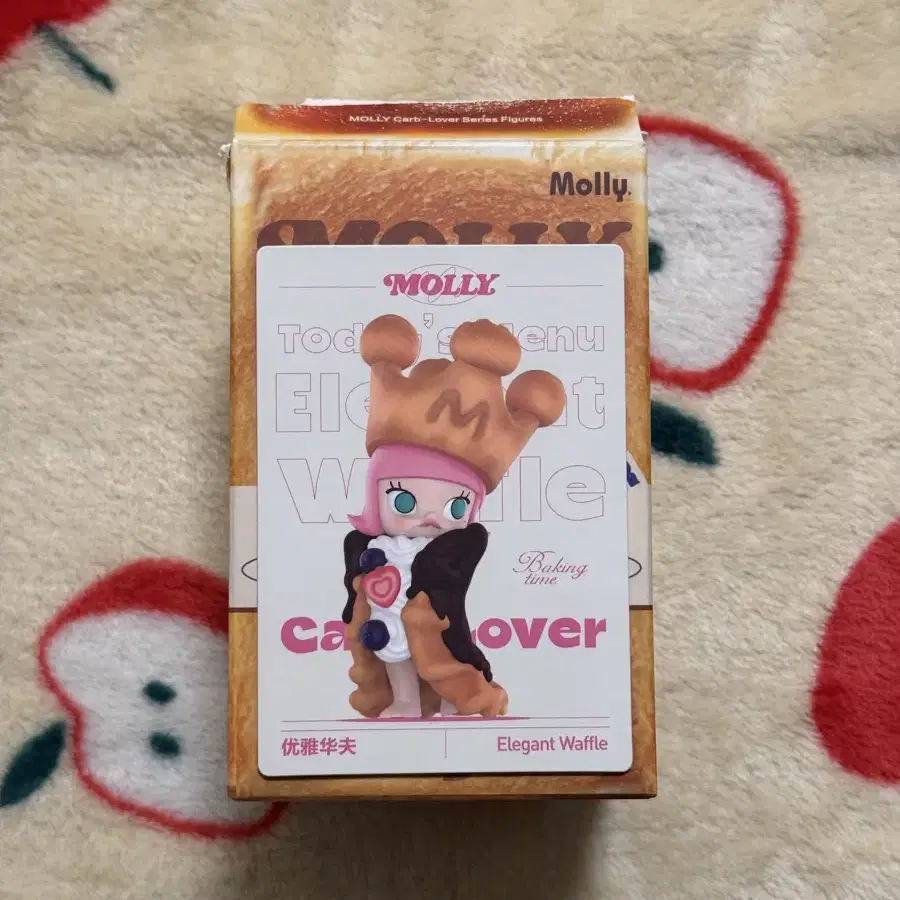 MOLLY Carb-Lover Series Figures
Molly.
MOLLY
MOLLY
Today's Menu
Elegant
Waffle
M
Baking
time
Carb-Lover
优雅华夫
Elegant Waffle